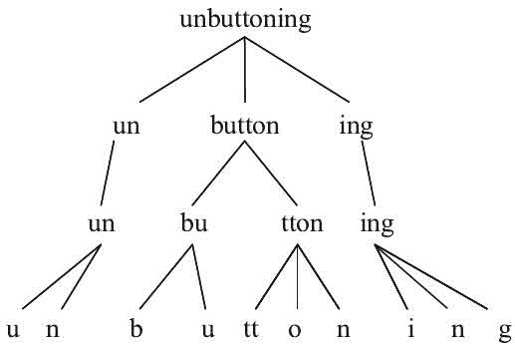 unbuttoning
un button ing
un bu tton ing
u n b u tt o n i n g